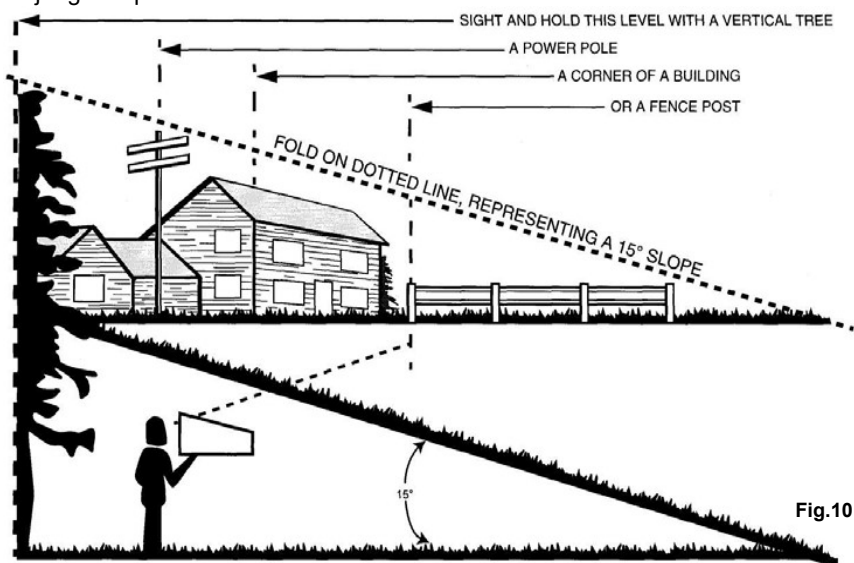 SIGHT AND HOLD THIS LEVEL WITH A VERTICAL TREE
A POWER POLE
A CORNER OF A BUILDING
OR A FENCE POST
FOLD ON DOTTED LINE, REPRESENTING A 15° SLOPE
15°
Fig.10